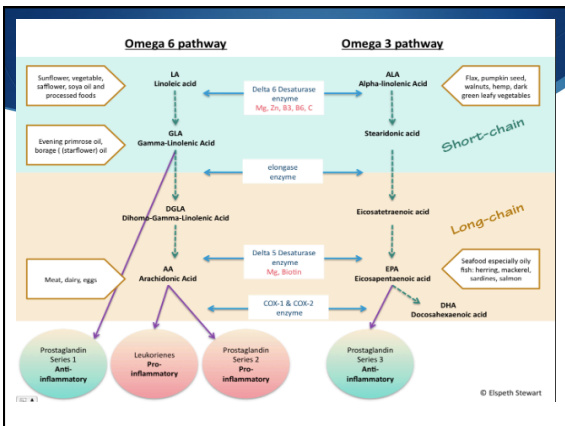 Omega 6 pathway
Omega 3 pathway
Sunflower, vegetable,
safflower, soya oil and
processed foods
LA
Linoleic acid
Delta 6 Desaturase
enzyme
Mg, Zn, B3, B6, C
ALA
Alpha-linolenic Acid
Flax, pumpkin seed,
walnuts, hemp, dark
green leafy vegetables
Evening primrose oil,
borage ( (starflower) oil
GLA
Gamma-Linolenic Acid
Stearidonic acid
Short-chain
elongase
enzyme
DGLA
Dihomo-Gamma-Linolenic Acid
Eicosatetraenoic acid
Long-chain
Meat, dairy, eggs
AA
Arachidonic Acid
Delta 5 Desaturase
enzyme
Mg, Biotin
EPA
Eicosapentaenoic acid
Seafood especially oily
fish: herring, mackerel,
sardines, salmon
COX-1 & COX-2
enzyme
DHA
Docosahexaenoic acid
Prostaglandin
Series 1
Anti-
inflammatory
Leukorienes
Pro-
inflammatory
Prostaglandin
Series 2
Pro-
inflammatory
Prostaglandin
Series 3
Anti-
inflammatory
© Elspeth Stewart